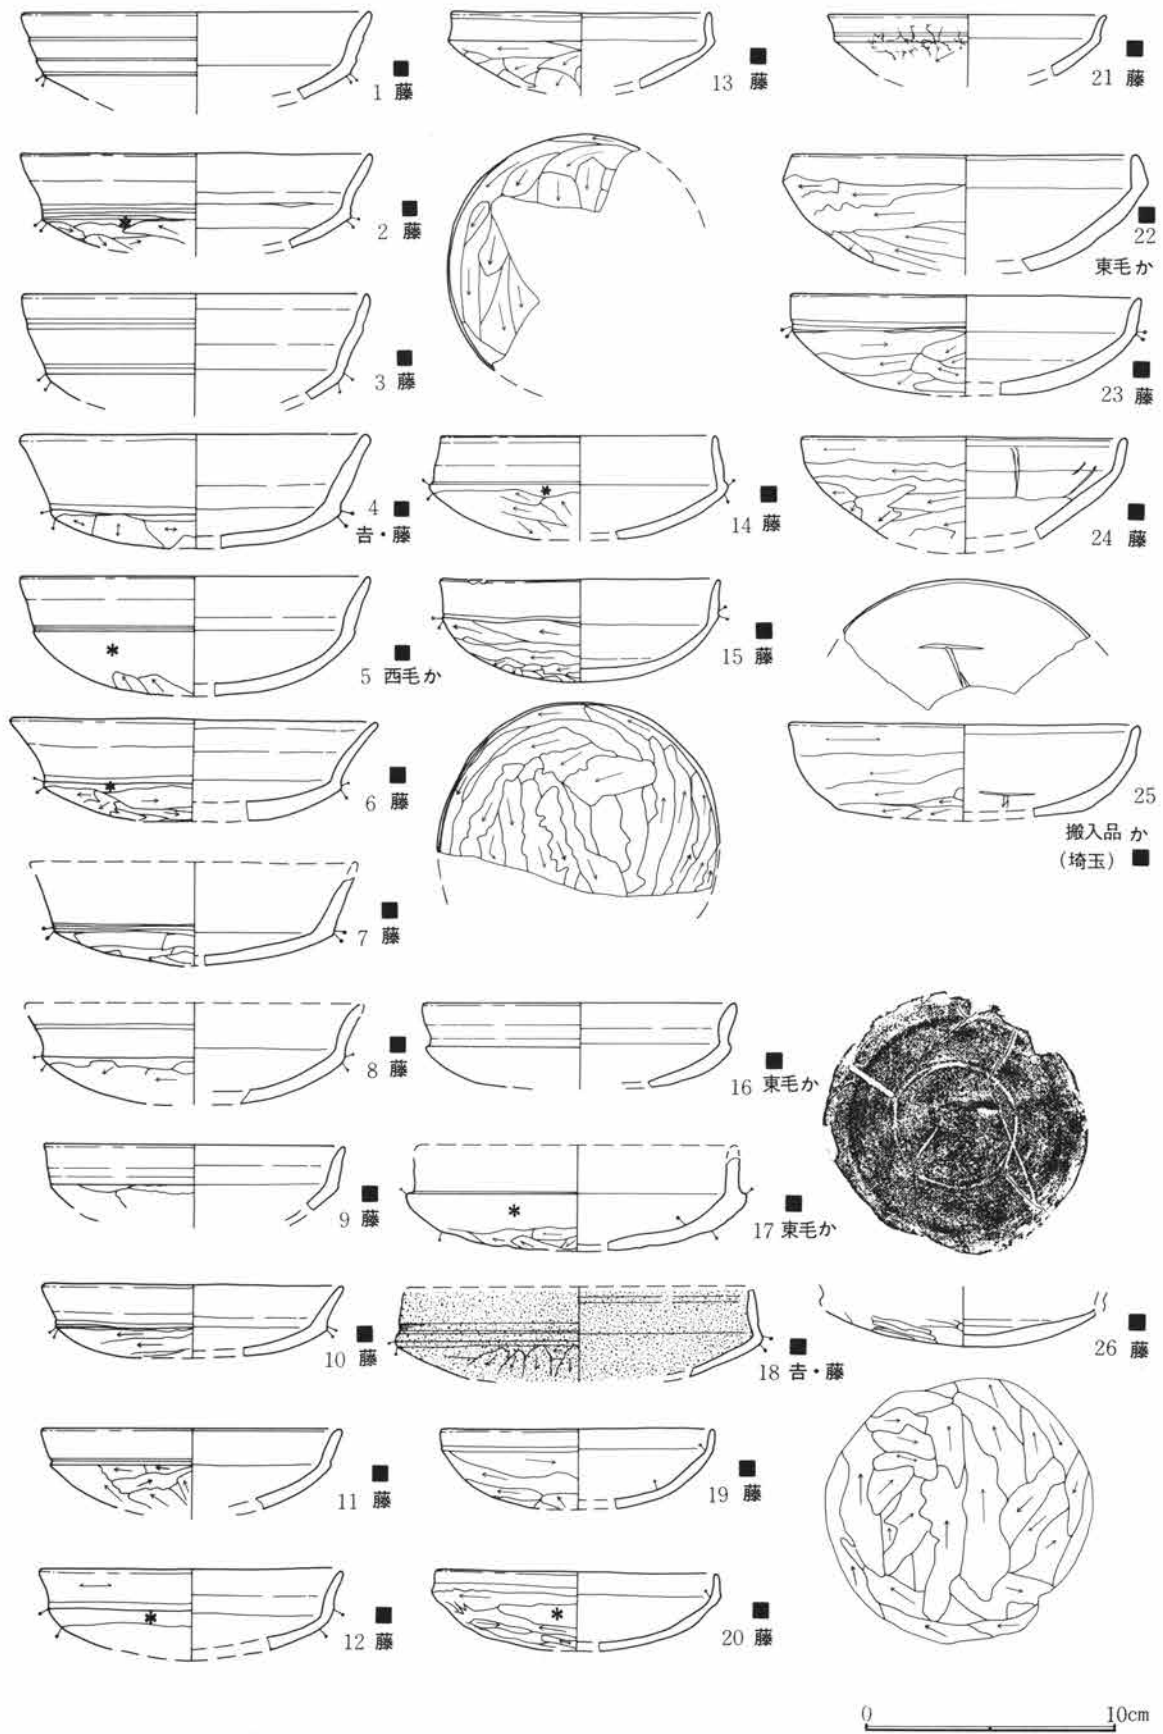 1 ■ 藤
2 ■ 藤
3 ■ 藤
4 ■
吉・藤
5 ■ 西毛か
6 ■ 藤
7 ■ 藤
8 ■ 藤
9 ■ 藤
10 ■ 藤
11 ■ 藤
12 ■ 藤
13 ■ 藤
14 ■ 藤
15 ■ 藤
16 ■ 東毛か
17 ■ 東毛か
18 ■ 吉・藤
19 ■ 藤
20 ■ 藤
21 ■ 藤
22 ■
東毛か
23 ■ 藤
24 ■ 藤
25
搬入品か
(埼玉) ■
26 ■ 藤
0 10cm